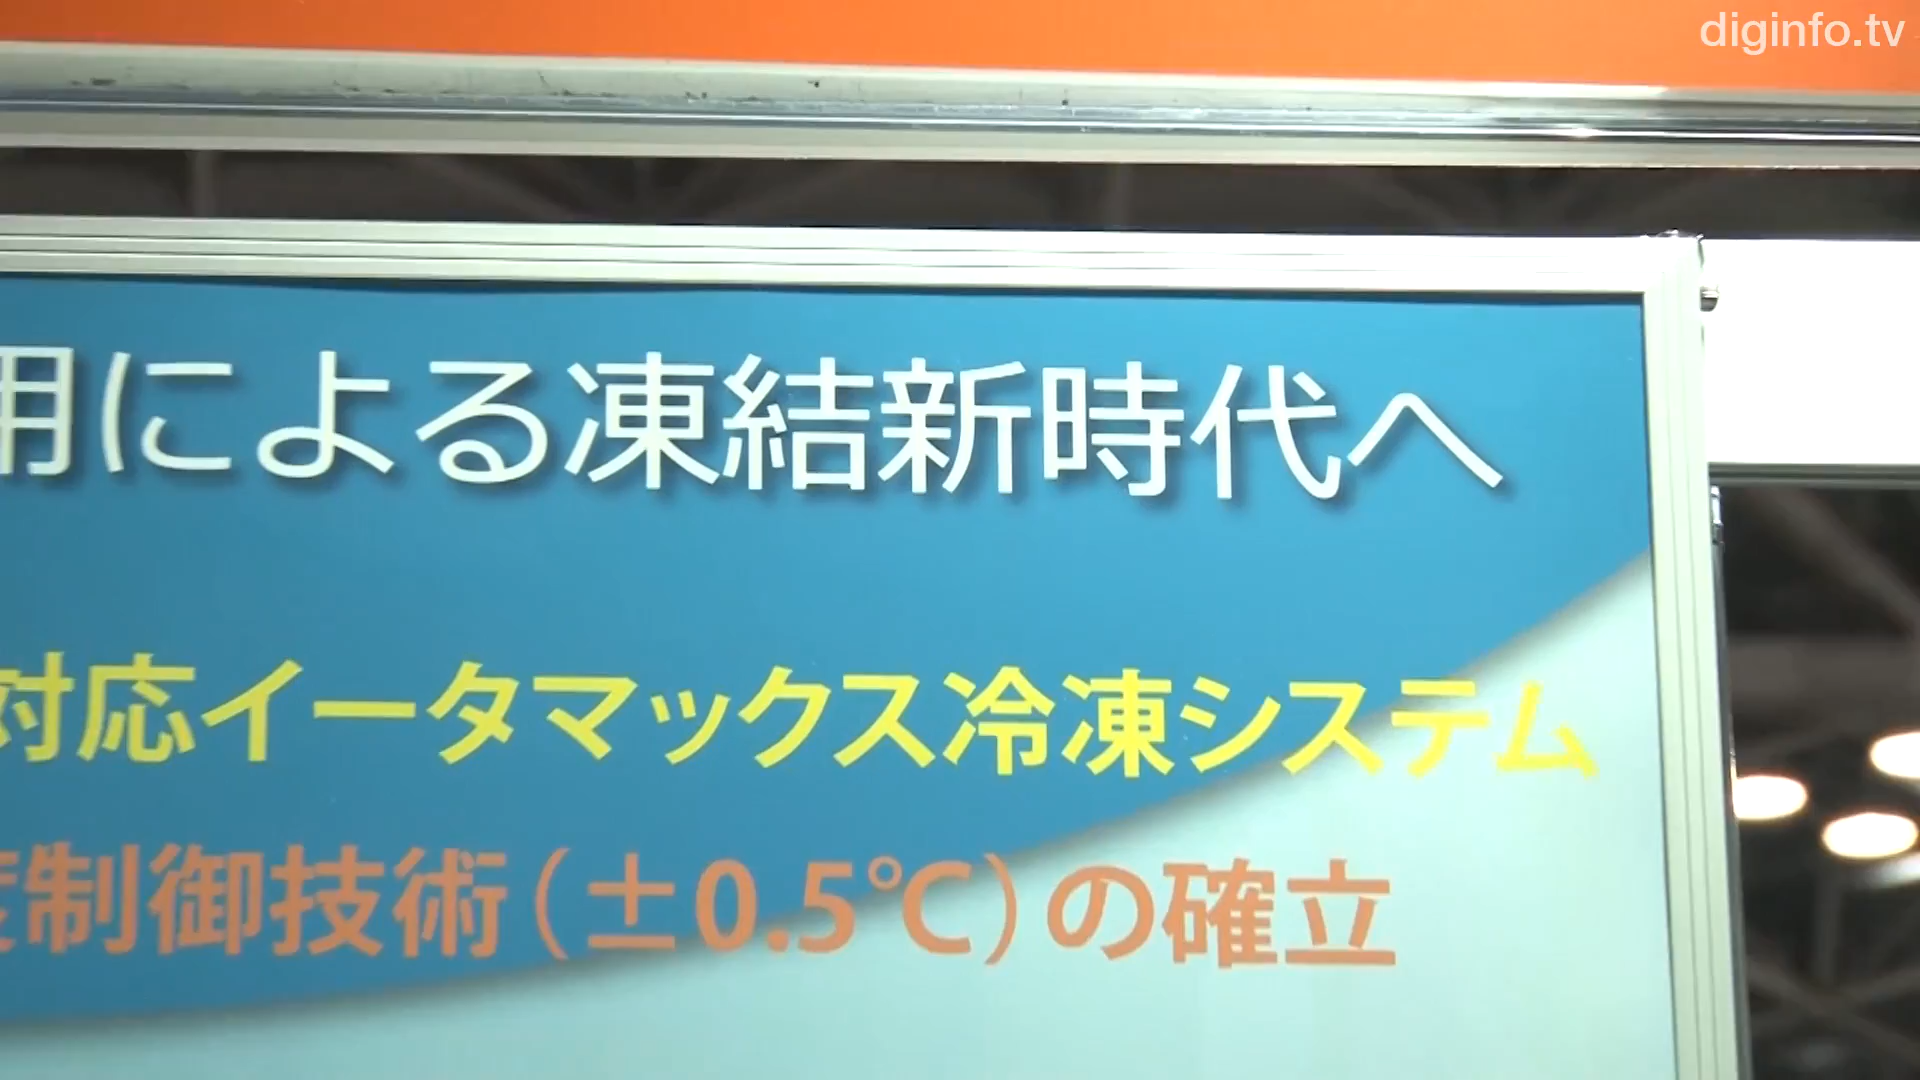 diginfo.tv
用による凍結新時代へ
対応イータマックス冷凍システム
度制御技術(±0.5℃)の確立